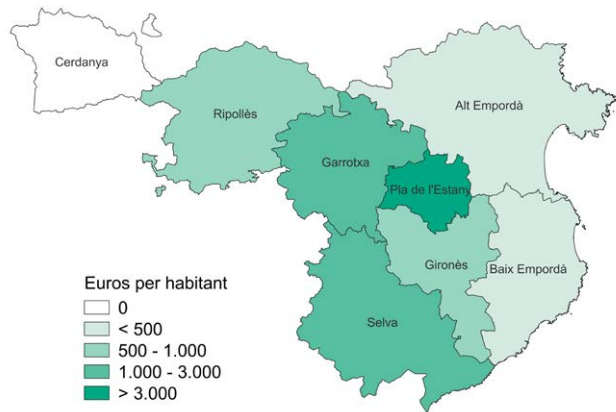 Cerdanya
Ripollès
Alt Empordà
Garrotxa
Pla de l'Estany
Gironès
Baix Empordà
Selva
Euros per habitant
0
< 500
500 - 1.000
1.000 - 3.000
> 3.000